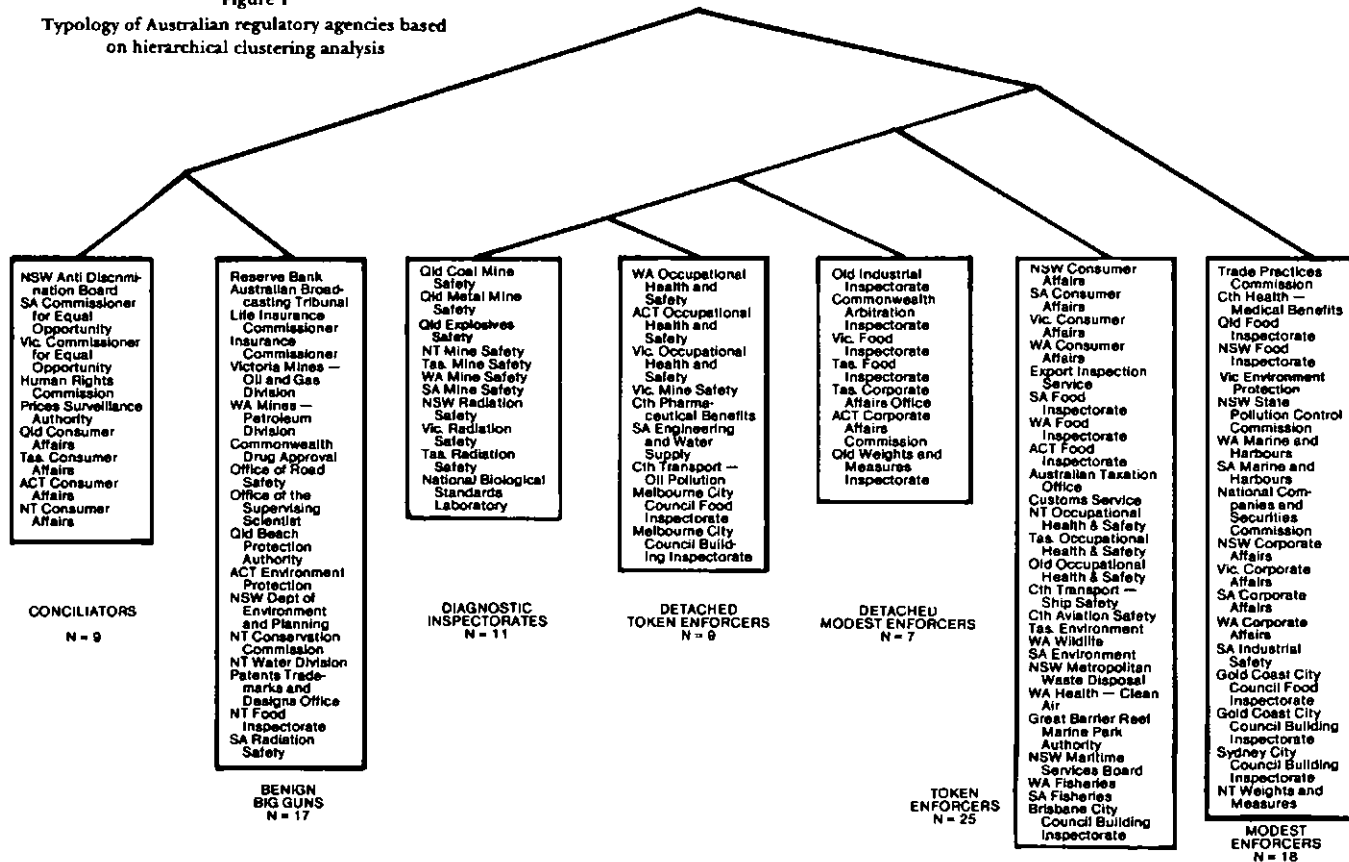 Figure 1
Typology of Australian regulatory agencies based
on hierarchical clustering analysis
NSW Anti Discnmi-
nation Board
SA Commissioner
for Equal
Opportunity
Vic. Commissioner
for Equal
Opportunity
Human Rights
Commission
Prices Surveillance
Authority
Qld Consumer
Affairs
Tas. Consumer
Affairs
ACT Consumer
Affairs
NT Consumer
Affairs
CONCILIATORS
N = 9
Reserve Bank
Australian Broad-
casting Tribunal
Life Insurance
Commissioner
Insurance
Commissioner
Victoria Mines —
Oil and Gas
Division
WA Mines —
Petroleum
Division
Commonwealth
Drug Approval
Office of Road
Safety
Office of the
Supervising
Scientist
Qld Beach
Protection
Authority
ACT Environment
Protection
NSW Dept of
Environment
and Planning
NT Conservation
Commission
NT Water Division
Patents Trade-
marks and
Designs Office
NT Food
Inspectorate
SA Radiation
Safety
BENIGN
BIG GUNS
N = 17
Qld Coal Mine
Safety
Qld Metal Mine
Safety
Qld Explosives
Safety
NT Mine Safety
Tas. Mine Safety
WA Mine Safety
SA Mine Safety
NSW Radiation
Safety
Vic. Radiation
Safety
Tas. Radiation
Safety
National Biological
Standards
Laboratory
DIAGNOSTIC
INSPECTORATES
N = 11
WA Occupational
Health and
Safety
ACT Occupational
Health and
Safety
Vic. Occupational
Health and
Safety
Vic. Mine Safety
Cth Pharma-
ceutical Benefits
SA Engineering
and Water
Supply
Cth Transport —
Oil Pollution
Melbourne City
Council Food
Inspectorate
Melbourne City
Council Build-
ing Inspectorate
DETACHED
TOKEN ENFORCERS
N = 9
Old Industrial
Inspectorate
Commonwealth
Arbitration
Inspectorate
Vic. Food
Inspectorate
Tas. Food
Inspectorate
Tas. Corporate
Affairs Office
ACT Corporate
Affairs
Commission
Qld Weights and
Measures
Inspectorate
DETACHED
MODEST ENFORCERS
N = 7
NSW Consumer
Affairs
SA Consumer
Affairs
Vic. Consumer
Affairs
WA Consumer
Affairs
Export Inspection
Service
SA Food
Inspectorate
WA Food
Inspectorate
ACT Food
Inspectorate
Australian Taxation
Office
Customs Service
NT Occupational
Health & Safety
Tas. Occupational
Health & Safety
Old Occupational
Health & Safety
Cth Transport —
Ship Safety
Cth Aviation Safety
Tas. Environment
WA Wildlife
SA Environment
NSW Metropolitan
Waste Disposal
WA Health — Clean
Air
Great Barrier Reef
Marine Park
Authority
NSW Maritime
Services Board
WA Fisheries
SA Fisheries
Brisbane City
Council Building
Inspectorate
TOKEN
ENFORCERS
N = 25
Trade Practices
Commission
Cth Health —
Medical Benefits
Qld Food
Inspectorate
NSW Food
Inspectorate
Vic Environment
Protection
NSW State
Pollution Control
Commission
WA Marine and
Harbours
SA Marine and
Harbours
National Com-
panies and
Securities
Commission
NSW Corporate
Affairs
Vic. Corporate
Affairs
SA Corporate
Affairs
WA Corporate
Affairs
SA Industrial
Safety
Gold Coast City
Council Food
Inspectorate
Gold Coast City
Council Building
Inspectorate
Sydney City
Council Building
Inspectorate
NT Weights and
Measures
MODEST
ENFORCERS
N = 18